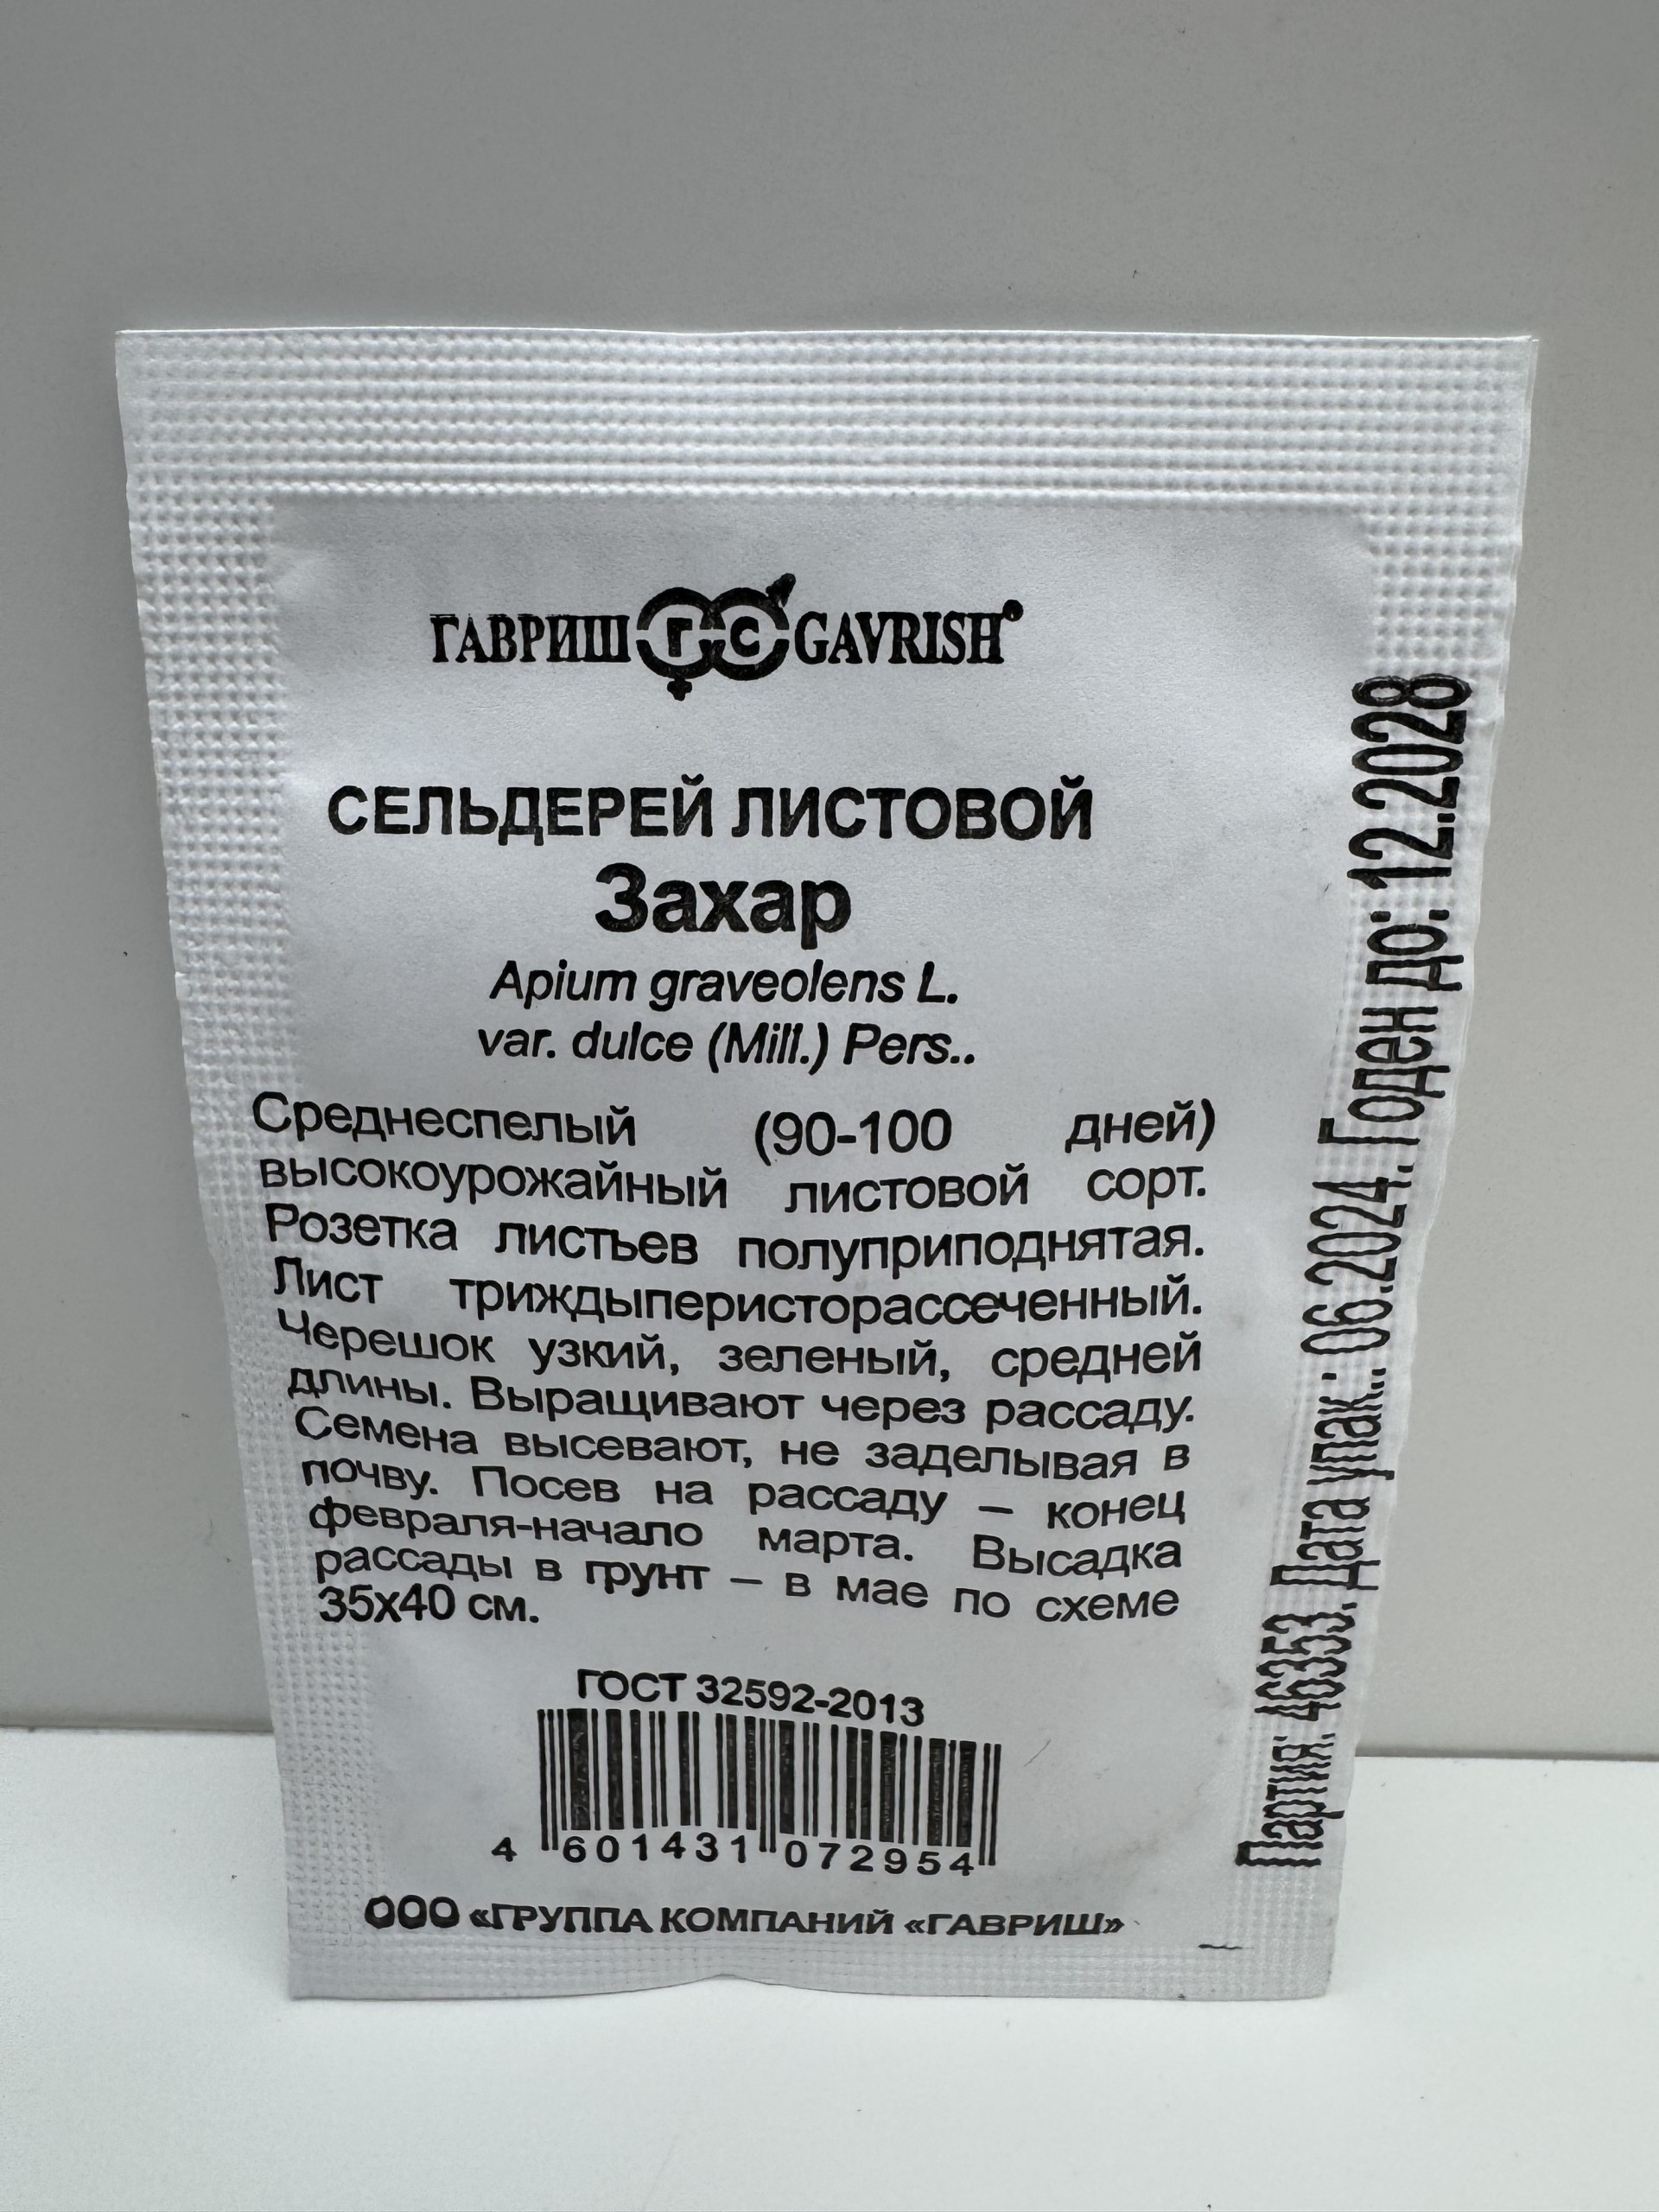 ГАВРИШ ГС GAVRISH®
СЕЛЬДЕРЕЙ ЛИСТОВОЙ
Захар
Apium graveolens L.
var. dulce (Mill.) Pers..
Среднеспелый (90-100 дней)
высокоурожайный листовой сорт.
Розетка листьев полуприподнятая.
Лист триждыперисторассеченный.
Черешок узкий, зеленый, средней
длины. Выращивают через рассаду.
Семена высевают, не заделывая в
почву. Посев на рассаду – конец
февраля-начало марта. Высадка
рассады в грунт – в мае по схеме
35х40 см.
ГОСТ 32592-2013
4 601431 072954
ООО «ГРУППА КОМПАНИЙ «ГАВРИШ»
Партия: 46353. Дата упак.: 06.2024. Годен до: 12.2028